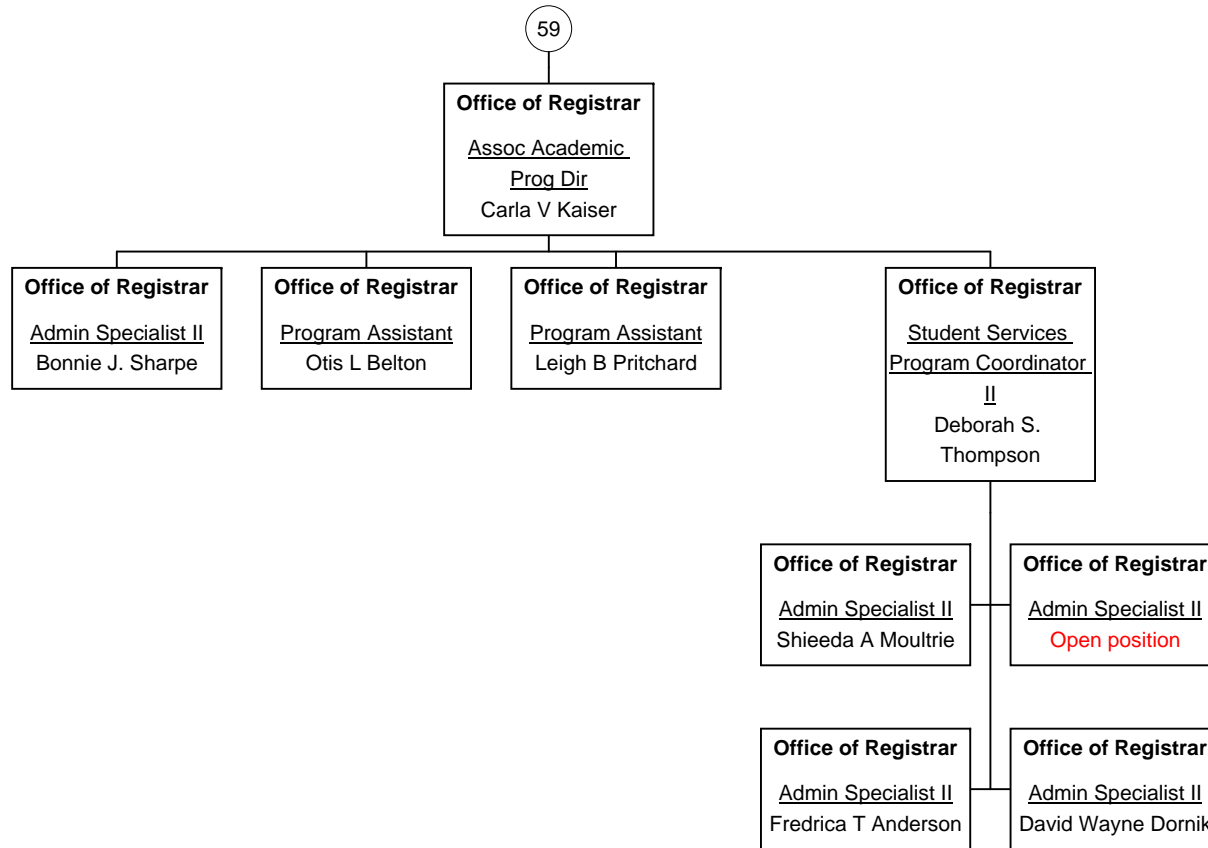 59
Office of Registrar
Assoc Academic
Prog Dir
Carla V Kaiser
Office of Registrar
Admin Specialist II
Bonnie J. Sharpe
Office of Registrar
Program Assistant
Otis L Belton
Office of Registrar
Program Assistant
Leigh B Pritchard
Office of Registrar
Student Services
Program Coordinator
II
Deborah S.
Thompson
Office of Registrar
Admin Specialist II
Shieeda A Moultrie
Office of Registrar
Admin Specialist II
Open position
Office of Registrar
Admin Specialist II
Fredrica T Anderson
Office of Registrar
Admin Specialist II
David Wayne Dornik